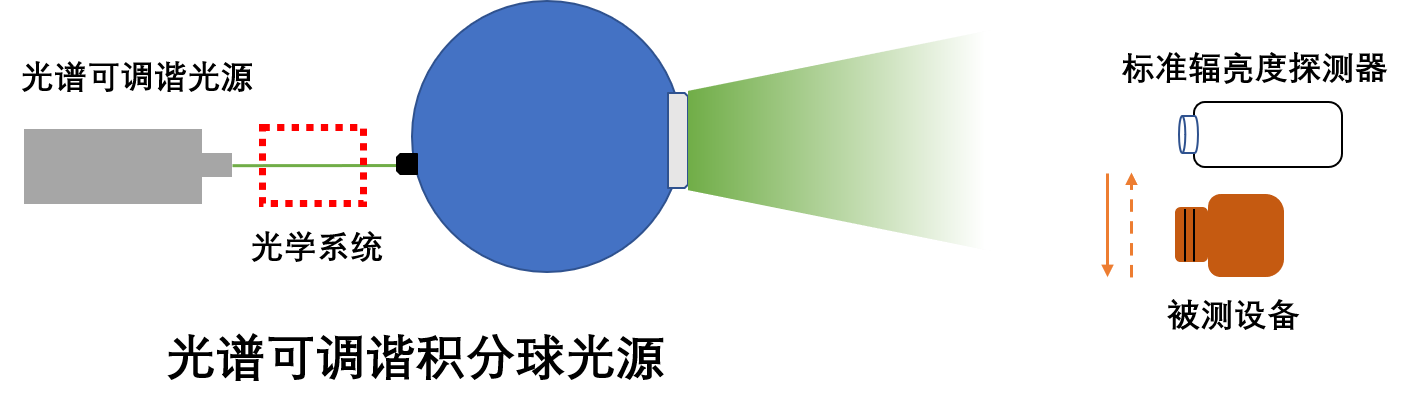 光谱可调谐光源
光学系统
光谱可调谐积分球光源
标准辐亮度探测器
被测设备